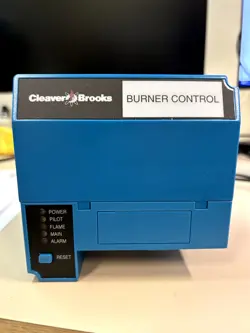 Cleaver Brooks
BURNER CONTROL
POWER
PILOT
FLAME
MAIN
ALARM
RESET